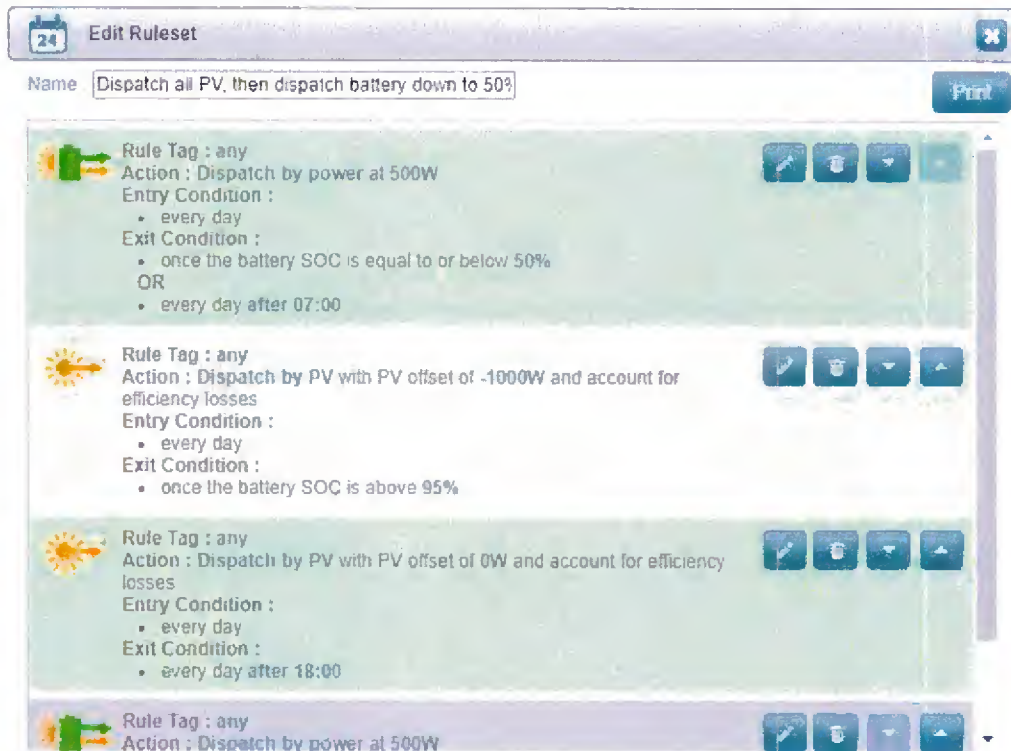 24
Edit Ruleset
Name
Dispatch all PV, then dispatch battery down to 50%
Print
Rule Tag : any
Action : Dispatch by power at 500W
Entry Condition :
• every day
Exit Condition :
• once the battery SOC is equal to or below 50%
OR
• every day after 07:00
Rule Tag : any
Action : Dispatch by PV with PV offset of -1000W and account for
efficiency losses
Entry Condition :
• every day
Exit Condition :
• once the battery SOC is above 95%
Rule Tag : any
Action : Dispatch by PV with PV offset of 0W and account for efficiency
losses
Entry Condition :
• every day
Exit Condition :
• every day after 18:00
Rule Tag : any
Action : Dispatch by power at 500W